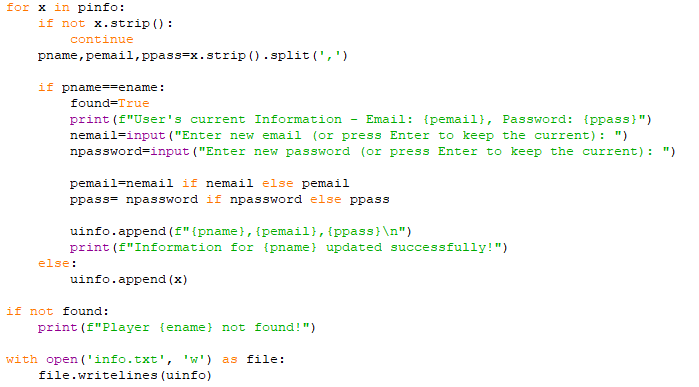 for x in pinfo:
    if not x.strip():
        continue
    pname,pemail,ppass=x.strip().split(',')

    if pname==ename:
        found=True
        print(f"User's current Information - Email: {pemail}, Password: {ppass}")
        nemail=input("Enter new email (or press Enter to keep the current): ")
        npassword=input("Enter new password (or press Enter to keep the current): ")

        pemail=nemail if nemail else pemail
        ppass= npassword if npassword else ppass

        uinfo.append(f"{pname},{pemail},{ppass}\n")
        print(f"Information for {pname} updated successfully!")
    else:
        uinfo.append(x)

if not found:
    print(f"Player {ename} not found!")

with open('info.txt', 'w') as file:
    file.writelines(uinfo)